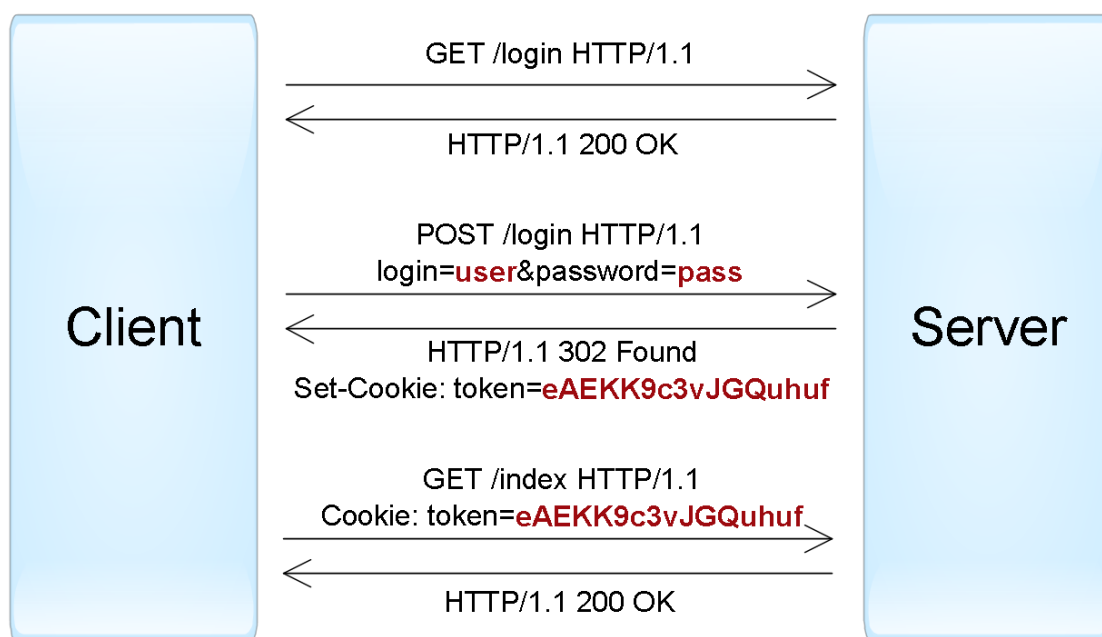 GET /login HTTP/1.1
HTTP/1.1 200 OK
POST /login HTTP/1.1
login=user&password=pass
Client
Server
HTTP/1.1 302 Found
Set-Cookie: token=eAEKK9c3vJGQuhuf
GET /index HTTP/1.1
Cookie: token=eAEKK9c3vJGQuhuf
HTTP/1.1 200 OK